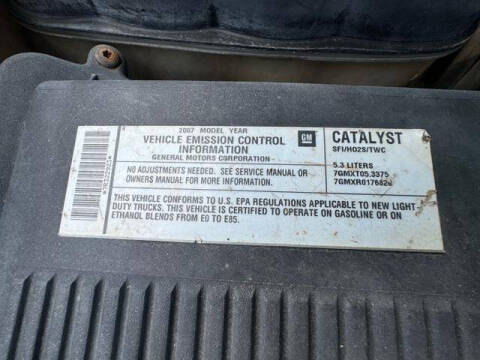 2007 MODEL YEAR
VEHICLE EMISSION CONTROL
INFORMATION
GENERAL MOTORS CORPORATION
GM
CATALYST
SFI/HO2S/TWC
NO ADJUSTMENTS NEEDED. SEE SERVICE MANUAL OR
OWNERS MANUAL FOR MORE INFORMATION
5.3 LITERS
7GMXT05.3375
THIS VEHICLE CONFORMS TO U.S. EPA REGULATIONS APPLICABLE TO NEW LIGHT-
DUTY TRUCKS. THIS VEHICLE IS CERTIFIED TO OPERATE ON GASOLINE OR ON
ETHANOL BLENDS FROM E0 TO E85.